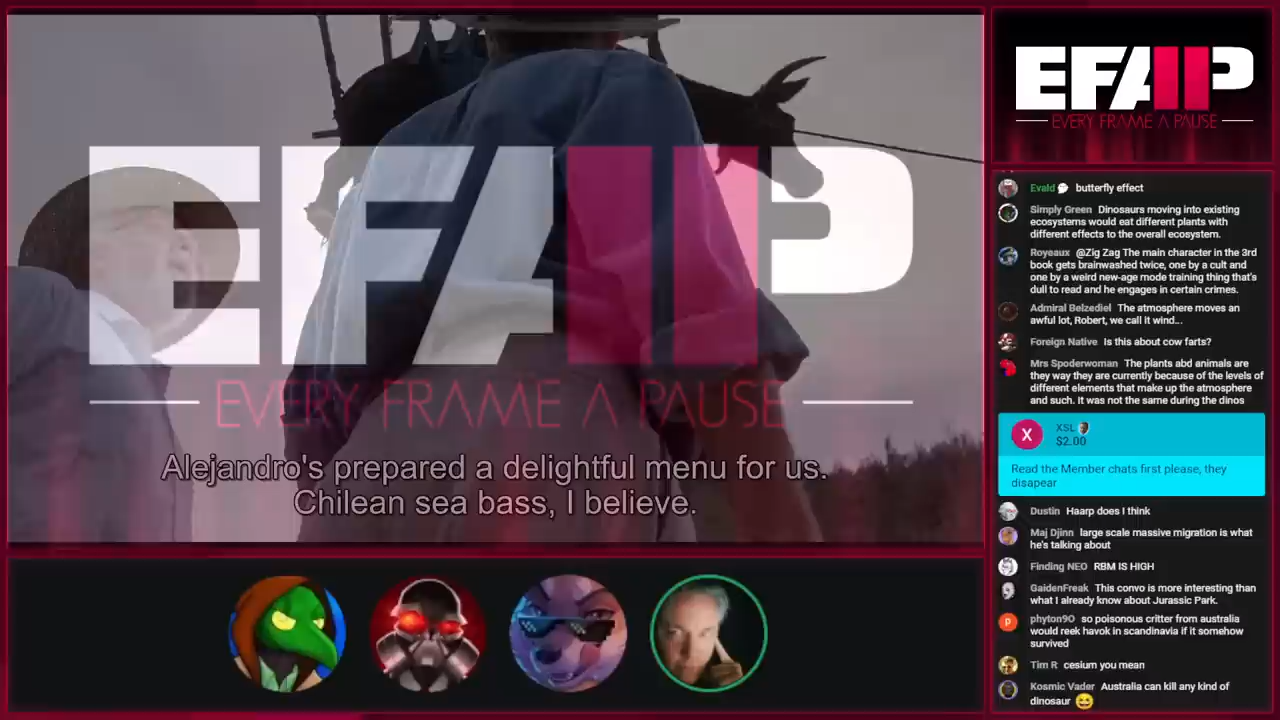 EFAP
EVERY FRAME A PAUSE
Alejandro's prepared a delightful menu for us.
Chilean sea bass, I believe.
EFAP
EVERY FRAME A PAUSE
Evald butterfly effect
Simply Green Dinosaurs moving into existing
ecosystems would eat different plants with
different effects to the overall ecosystem.
Royeaux @Zig Zag The main character in the 3rd
book gets brainwashed twice, one by a cult and
one by a weird new-age mode training thing that's
dull to read and he engages in certain crimes.
Admiral Belzediel The atmosphere moves an
awful lot, Robert, we call it wind...
Foreign Native Is this about cow farts?
Mrs Spoderwoman The plants abd animals are
they way they are currently because of the levels of
different elements that make up the atmosphere
and such. It was not the same during the dinos
X
XSL
$2.00
Read the Member chats first please, they
disapear
Dustin Haarp does I think
Maj Djinn large scale massive migration is what
he's talking about
Finding NEO RBM IS HIGH
GaidenFreak This convo is more interesting than
what I already know about Jurassic Park.
P
phyton90 so poisonous critter from australia
would reek havok in scandinavia if it somehow
survived
Tim R cesium you mean
Kosmic Vader Australia can kill any kind of
dinosaur